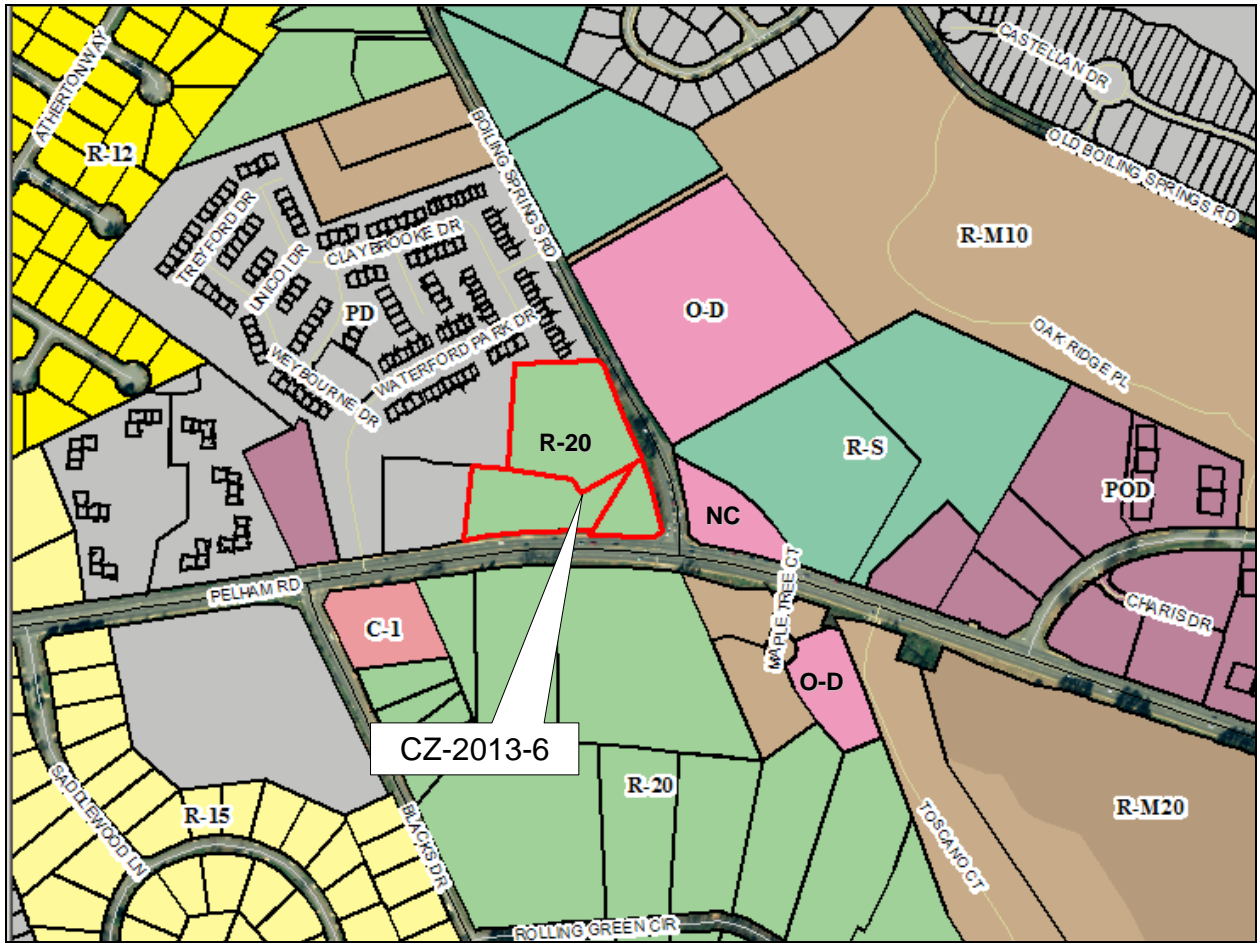 ATHERTONWAY
R-12
BOILING SPRINGS RD
CASTELLAN DR
OLD BOILING SPRINGS RD
TREYFORD DR
UNICOI DR
CLAYBROOKE DR
PD
WATERFORD PARK DR
WEYBOURNE DR
R-M10
O-D
OAK RIDGE PL
R-20
R-S
NC
POD
PELHAM RD
C-1
MAPLE TREE CT
CHARIS DR
O-D
CZ-2013-6
R-20
R-15
SADDLEWOOD LN
BLACKS DR
TOSCANO CT
R-M20
ROLLING GREEN CIR